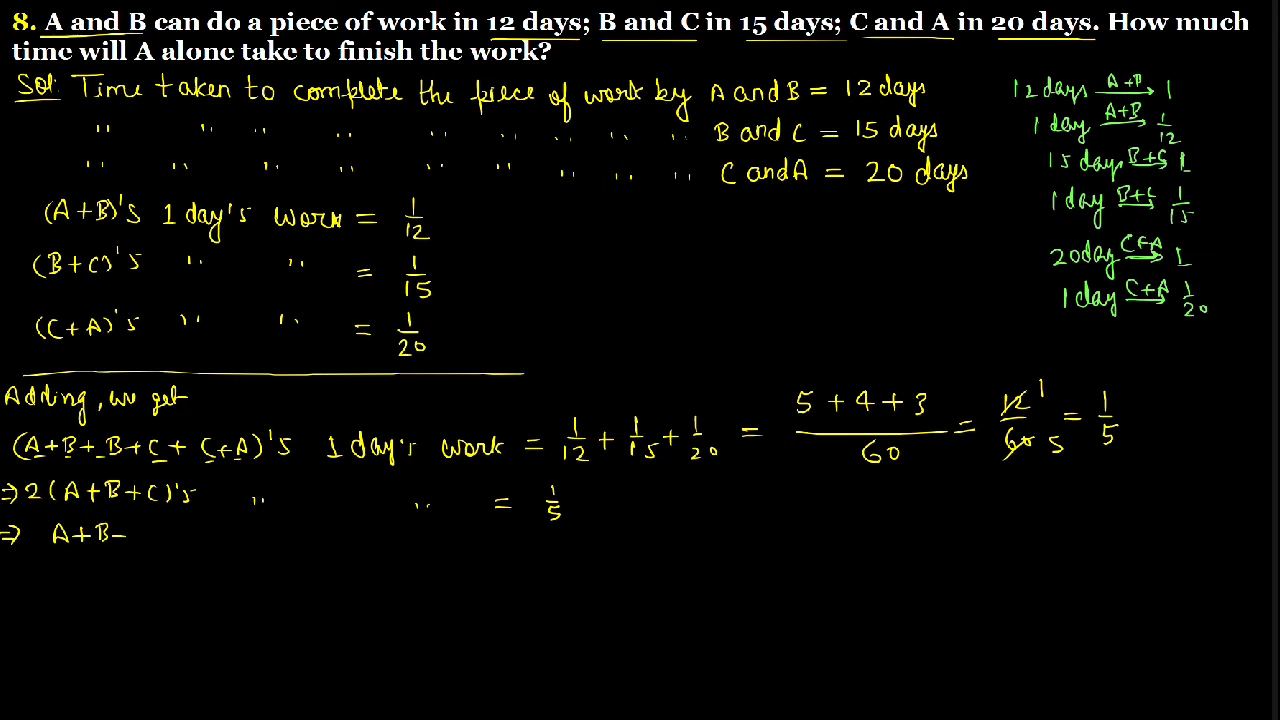 8. A and B can do a piece of work in 12 days; B and C in 15 days; C and A in 20 days. How much
time will A alone take to finish the work?
Sol: Time taken to complete the piece of work by A and B = 12 days
" " " " " " " " " B and C = 15 days
" " " " " " " " " C and A = 20 days
(A+B)'s 1 day's work = 1/12
(B+C)'s " " = 1/15
(C+A)'s " " = 1/20
12 days A+B → 1
1 day A+B → 1/12
15 days B+C → 1
1 day B+C → 1/15
20 day C+A → 1
1 day C+A → 1/20
Adding, we get
(A+B+B+C+C+A)'s 1 day's work = 1/12 + 1/15 + 1/20 = 5+4+3/60 = 12/60 1 5 = 1/5
⇒ 2(A+B+C)'s " " = 1/5
⇒ A+B-